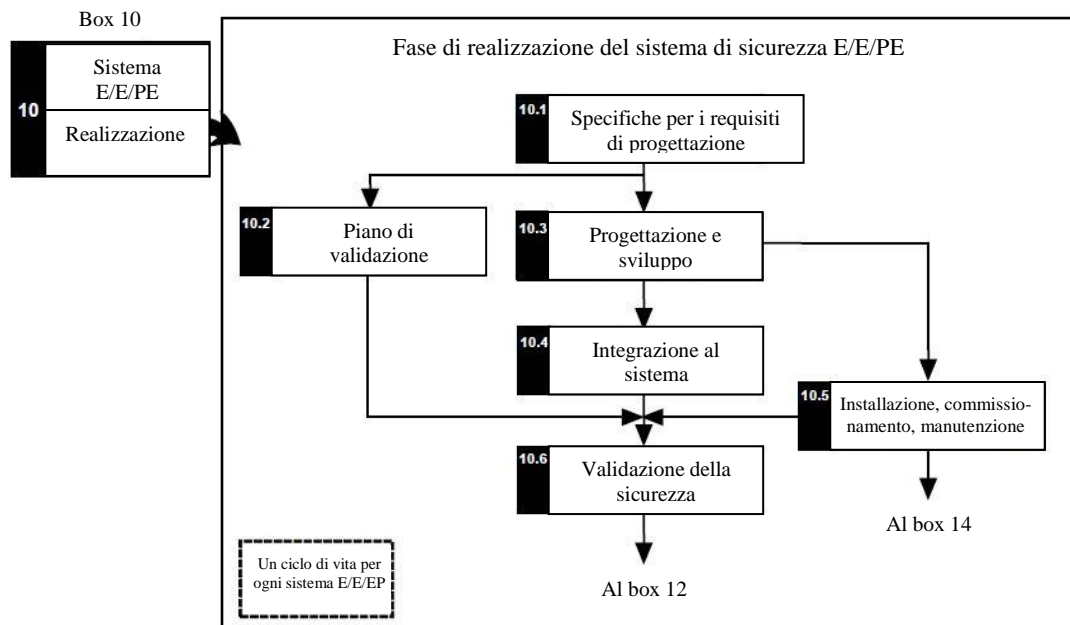 Box 10
Fase di realizzazione del sistema di sicurezza E/E/PE
10
Sistema
E/E/PE
Realizzazione
10.1
Specifiche per i requisiti
di progettazione
10.2
Piano di
validazione
10.3
Progettazione e
sviluppo
10.4
Integrazione al
sistema
10.5
Installazione, commissio-
namento, manutenzione
10.6
Validazione della
sicurezza
Al box 14
Un ciclo di vita per
ogni sistema E/E/EP
Al box 12